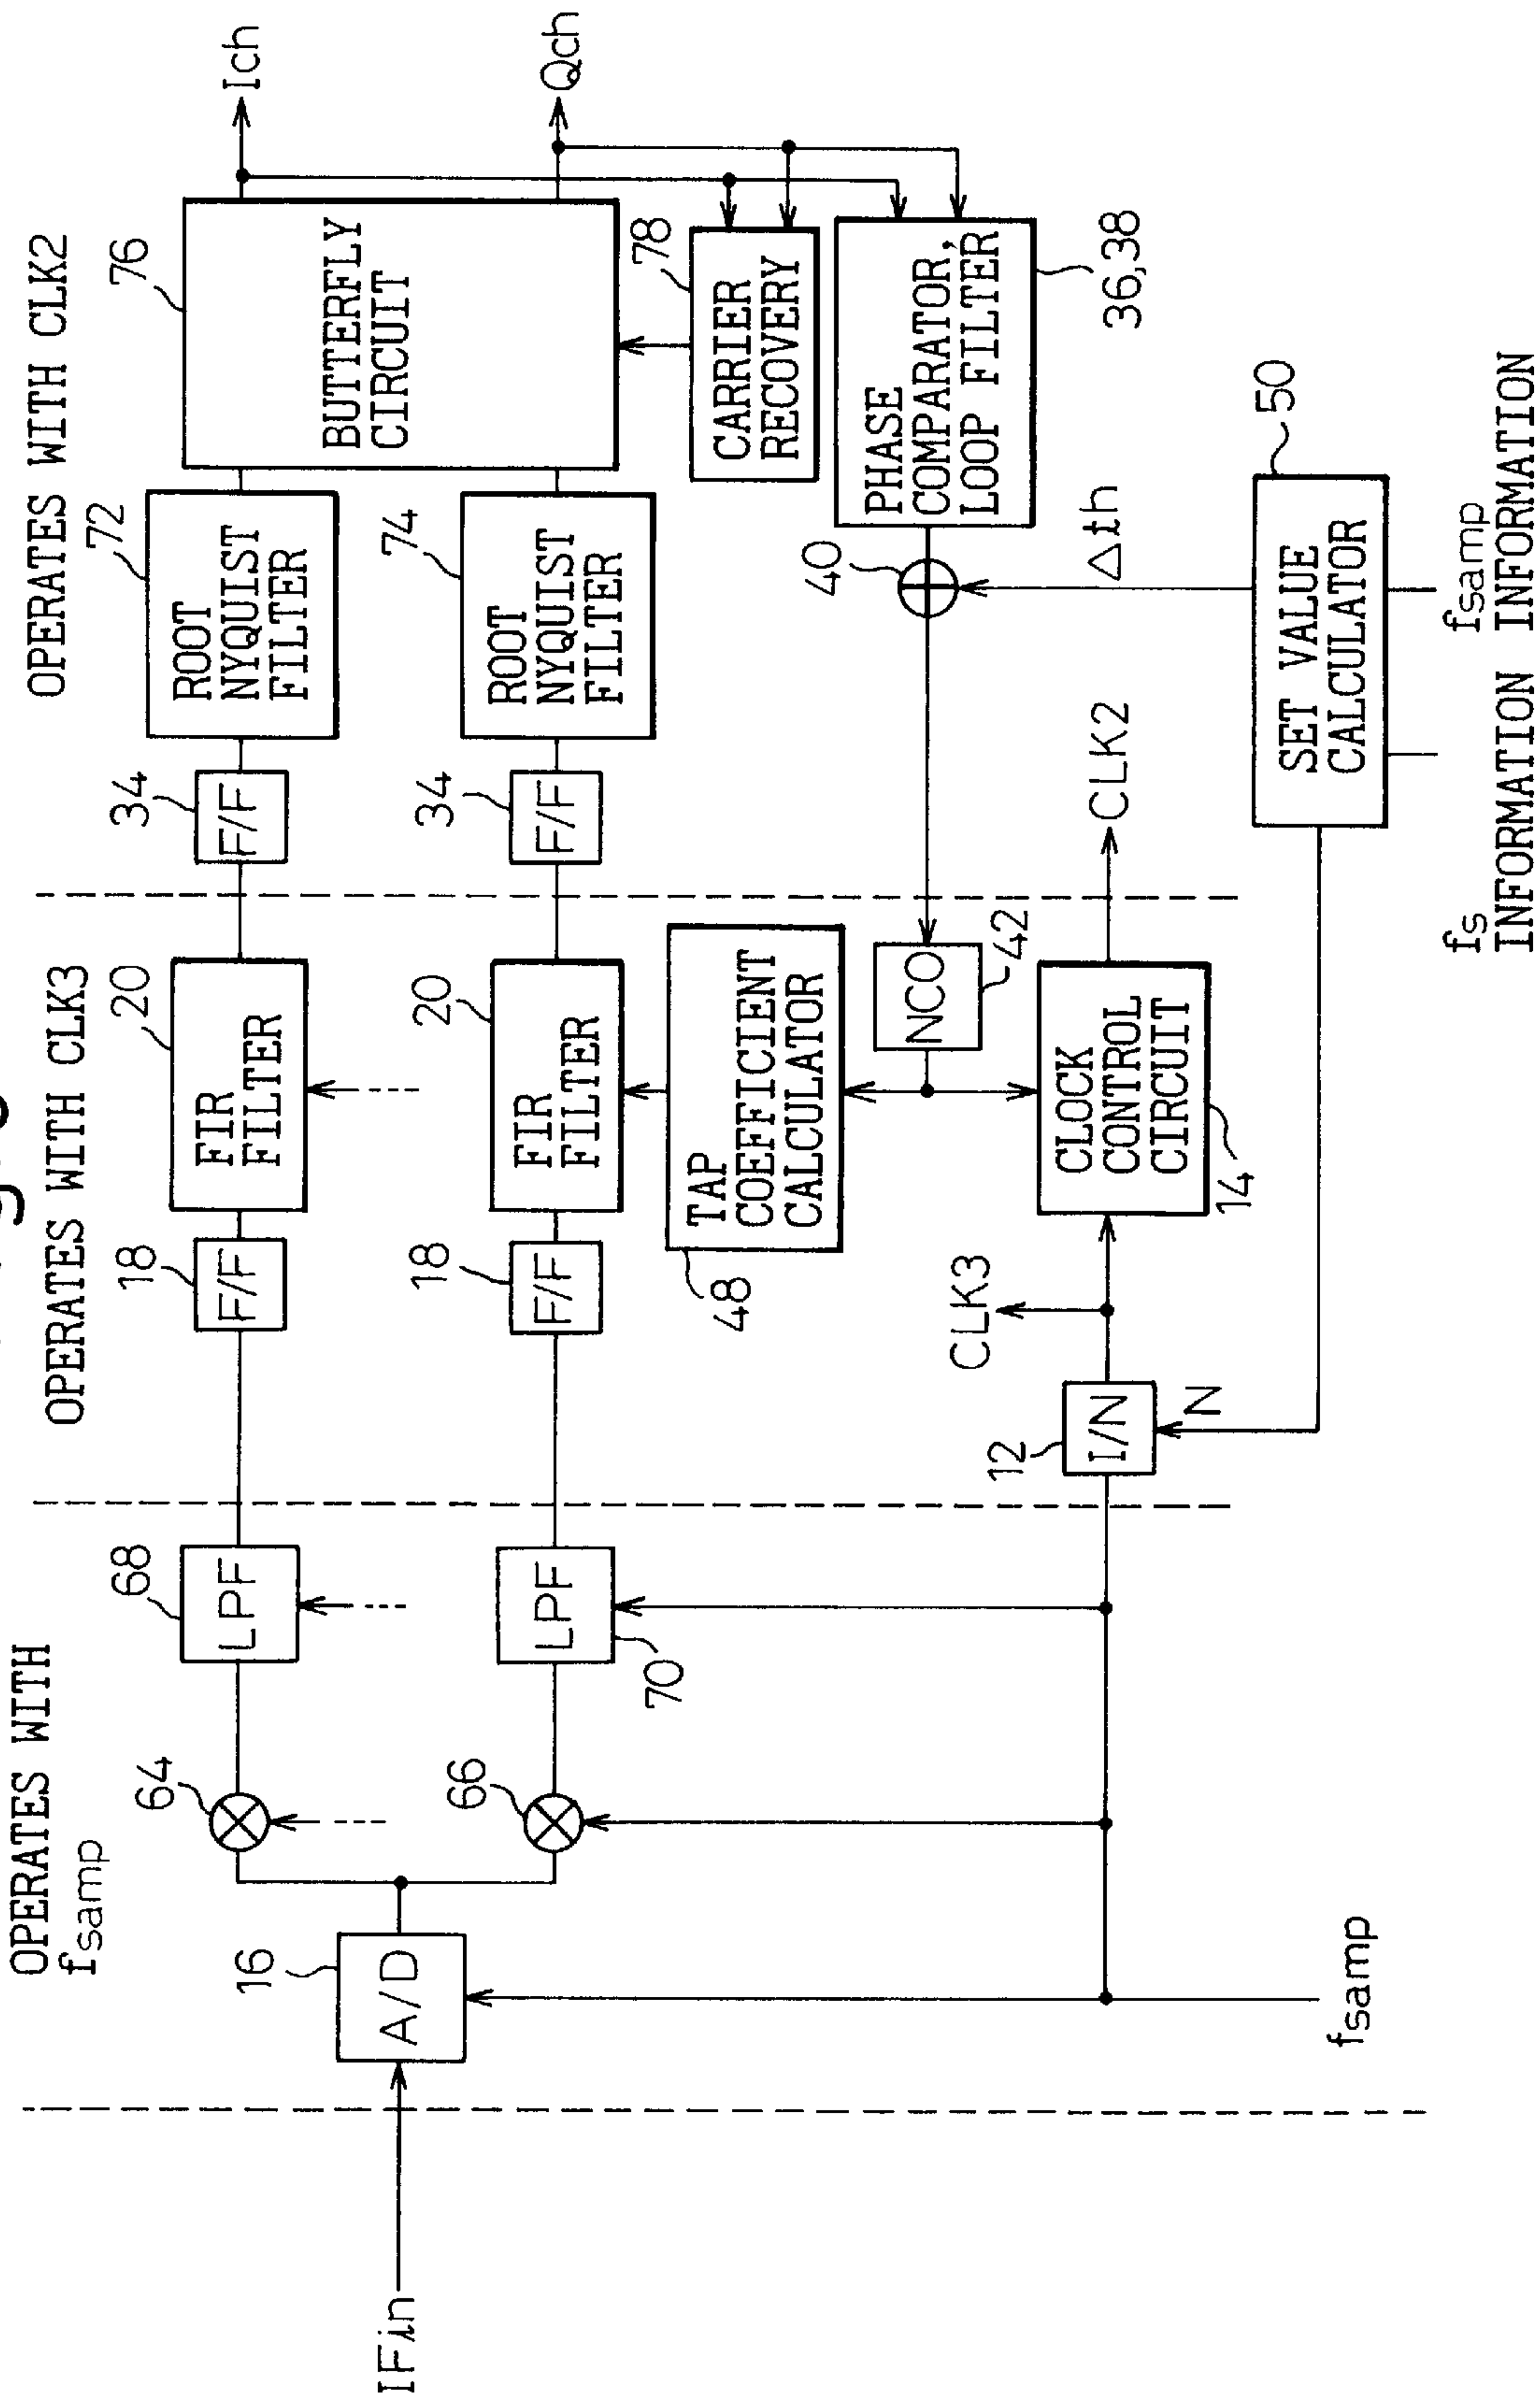 OPERATES WITH
fsamp
OPERATES WITH CLK3
OPERATES WITH CLK2
IFin
16
A/D
64
66
68
LPF
LPF
70
18
F/F
18
F/F
20
FIR
FILTER
20
FIR
FILTER
34
F/F
34
F/F
72
ROOT
NYQUIST
FILTER
74
ROOT
NYQUIST
FILTER
76
BUTTERFLY
CIRCUIT
Ich
Qch
78
CARRIER
RECOVERY
PHASE
COMPARATOR,
LOOP FILTER
36,38
40
Δth
NCO
42
TAP
COEFFICIENT
CALCULATOR
48
CLK3
12
I/N
N
CLOCK
CONTROL
CIRCUIT
14
CLK2
50
SET VALUE
CALCULATOR
fsamp
fs
fsamp
INFORMATION INFORMATION